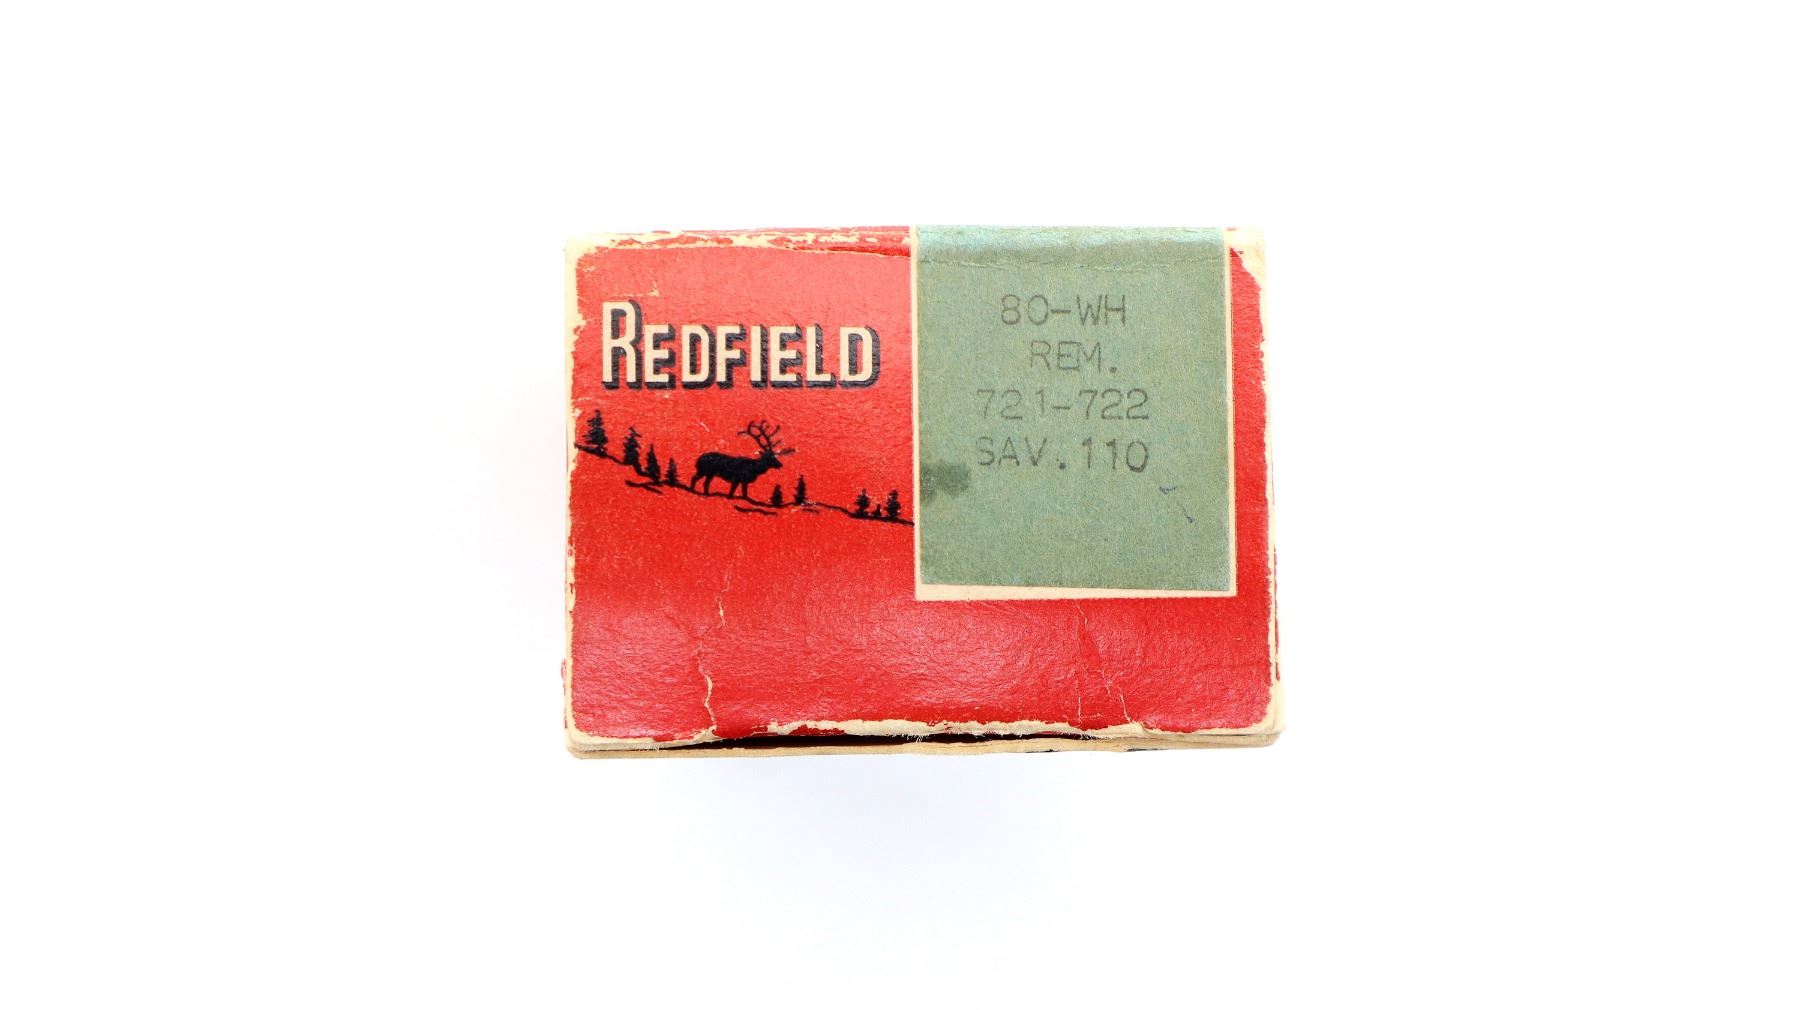 REDFIELD
80-WH
REM.
721-722
SAV.110